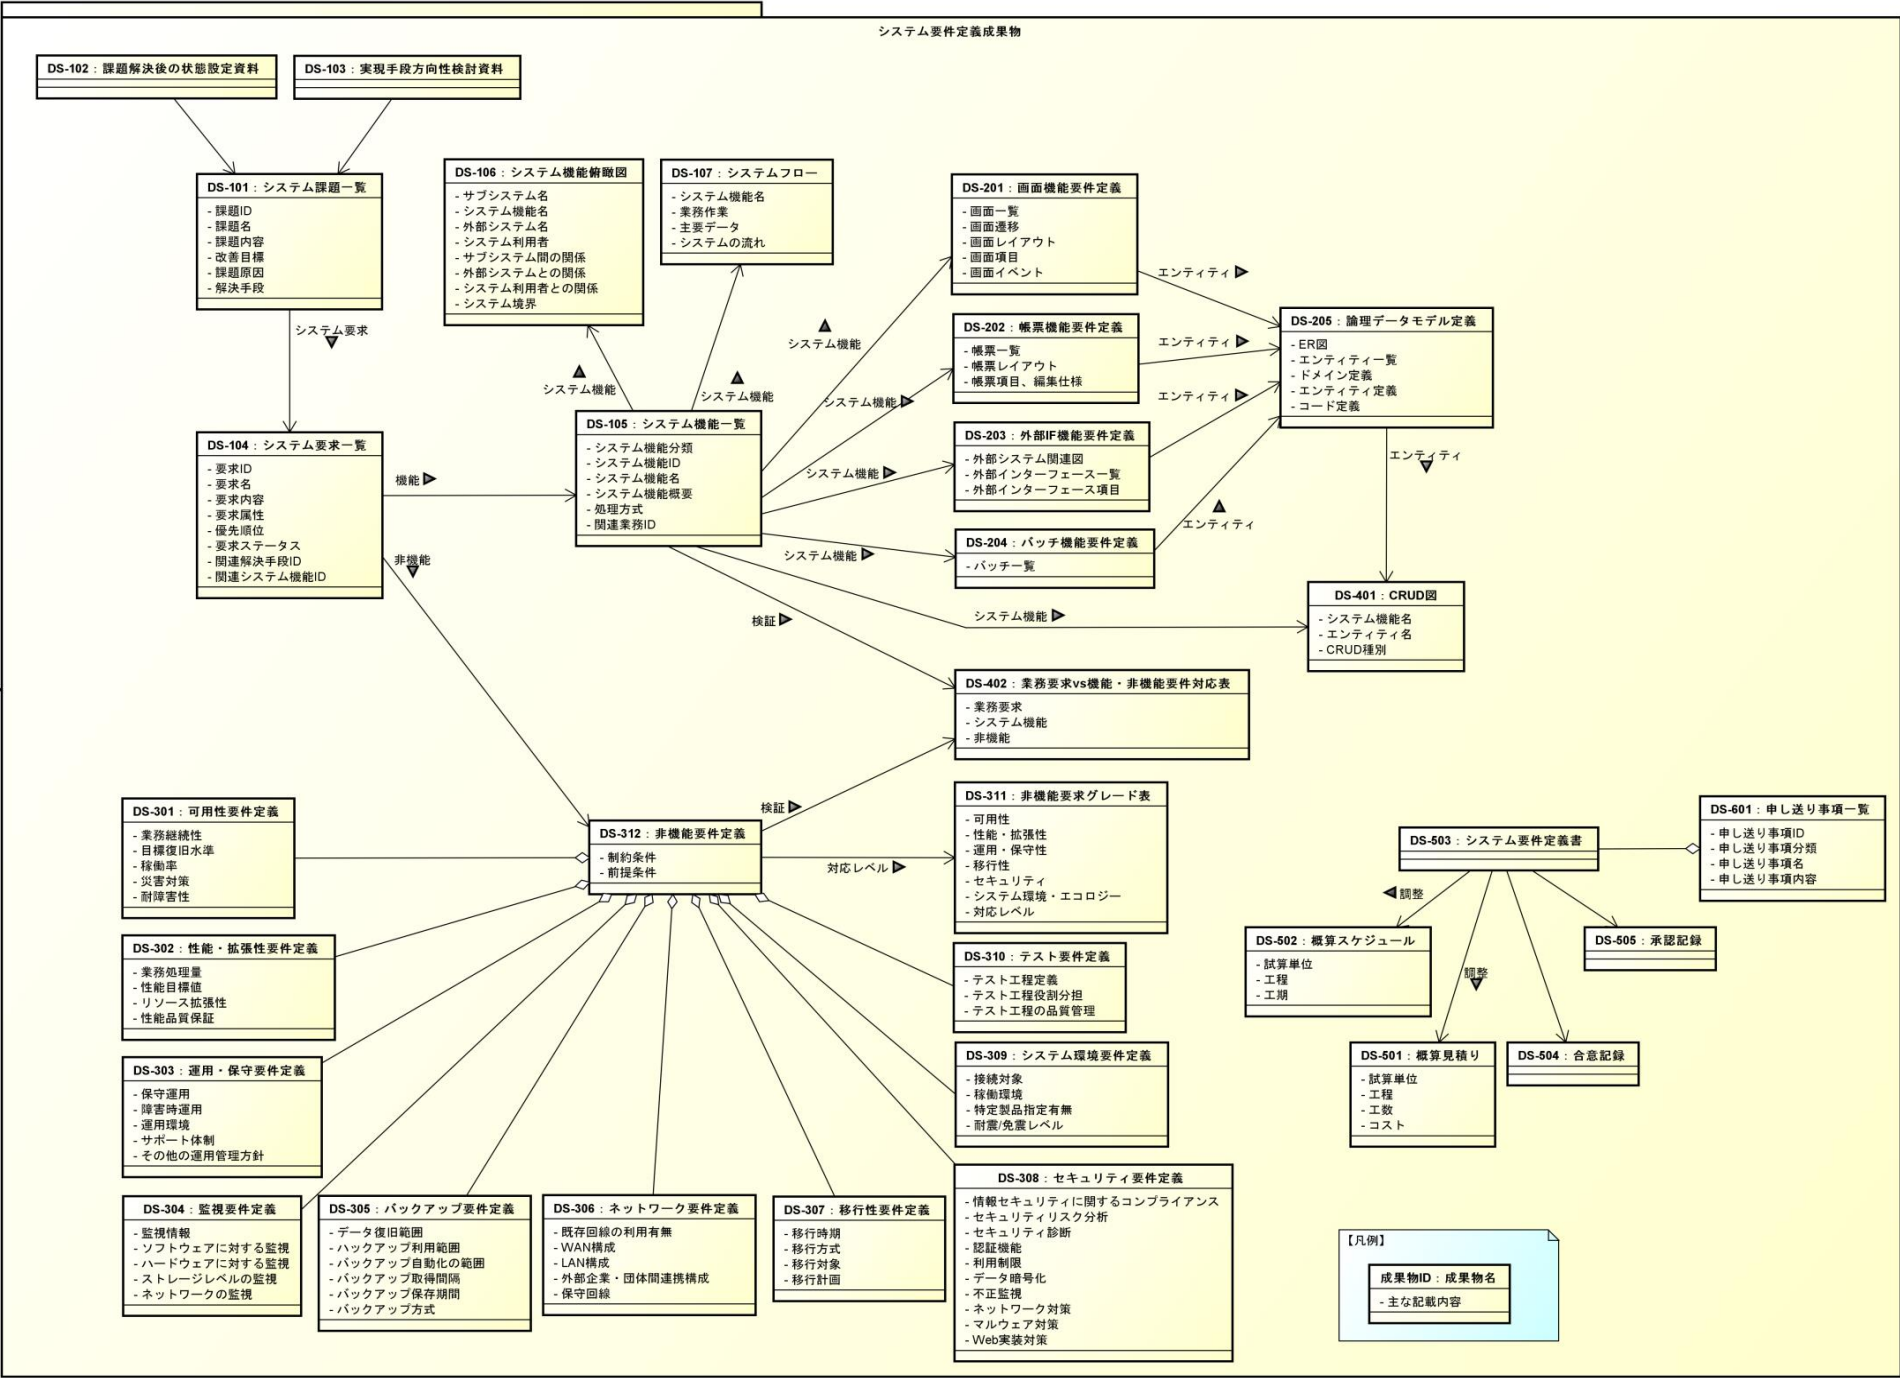 システム要件定義成果物
DS-102：課題解決後の状態設定資料
DS-103：実現手段方向性検討資料
DS-101：システム課題一覧
- 課題ID
- 課題名
- 課題内容
- 改善目標
- 課題原因
- 解決手段
システム要求
DS-106：システム機能俯瞰図
- サブシステム名
- システム機能名
- 外部システム名
- システム利用者
- サブシステム間の関係
- 外部システムとの関係
- システム利用者との関係
- システム境界
DS-107：システムフロー
- システム機能名
- 業務作業
- 主要データ
- システムの流れ
DS-201：画面機能要件定義
- 画面一覧
- 画面遷移
- 画面レイアウト
- 画面項目
- 画面イベント
エンティティ
システム機能
DS-202：帳票機能要件定義
- 帳票一覧
- 帳票レイアウト
- 帳票項目、編集仕様
エンティティ
DS-205：論理データモデル定義
- ER図
- エンティティ一覧
- ドメイン定義
- エンティティ定義
- コード定義
システム機能
システム機能
システム機能
エンティティ
DS-104：システム要求一覧
- 要求ID
- 要求名
- 要求内容
- 要求属性
- 優先順位
- 要求ステータス
- 関連解決手段ID
- 関連システム機能ID
機能
非機能
DS-105：システム機能一覧
- システム機能分類
- システム機能ID
- システム機能名
- システム機能概要
- 処理方式
- 関連業務ID
DS-203：外部IF機能要件定義
- 外部システム関連図
- 外部インターフェース一覧
- 外部インターフェース項目
システム機能
エンティティ
エンティティ
DS-204：バッチ機能要件定義
- バッチ一覧
システム機能
DS-401：CRUD図
- システム機能名
- エンティティ名
- CRUD種別
システム機能
検証
DS-402：業務要求vs機能・非機能要件対応表
- 業務要求
- システム機能
- 非機能
DS-301：可用性要件定義
- 業務継続性
- 目標復旧水準
- 稼働率
- 災害対策
- 耐障害性
DS-312：非機能要件定義
- 制約条件
- 前提条件
検証
対応レベル
DS-311：非機能要求グレード表
- 可用性
- 性能・拡張性
- 運用・保守性
- 移行性
- セキュリティ
- システム環境・エコロジー
- 対応レベル
DS-503：システム要件定義書
DS-601：申し送り事項一覧
- 申し送り事項ID
- 申し送り事項分類
- 申し送り事項名
- 申し送り事項内容
調整
DS-302：性能・拡張性要件定義
- 業務処理量
- 性能目標値
- リソース拡張性
- 性能品質保証
DS-310：テスト要件定義
- テスト工程定義
- テスト工程役割分担
- テスト工程の品質管理
DS-502：概算スケジュール
- 試算単位
- 工程
- 工期
DS-505：承認記録
調整
DS-303：運用・保守要件定義
- 保守運用
- 障害時運用
- 運用環境
- サポート体制
- その他の運用管理方針
DS-309：システム環境要件定義
- 接続対象
- 稼働環境
- 特定製品指定有無
- 耐震/免震レベル
DS-501：概算見積り
- 試算単位
- 工程
- 工数
- コスト
DS-504：合意記録
DS-304：監視要件定義
- 監視情報
- ソフトウェアに対する監視
- ハードウェアに対する監視
- ストレージレベルの監視
- ネットワークの監視
DS-305：バックアップ要件定義
- データ復旧範囲
- バックアップ利用範囲
- バックアップ自動化の範囲
- バックアップ取得間隔
- バックアップ保存期間
- バックアップ方式
DS-306：ネットワーク要件定義
- 既存回線の利用有無
- WAN構成
- LAN構成
- 外部企業・団体間連携構成
- 保守回線
DS-307：移行性要件定義
- 移行時期
- 移行方式
- 移行対象
- 移行計画
DS-308：セキュリティ要件定義
- 情報セキュリティに関するコンプライアンス
- セキュリティリスク分析
- セキュリティ診断
- 認証機能
- 利用制限
- データ暗号化
- 不正監視
- ネットワーク対策
- マルウェア対策
- Web実装対策
【凡例】
成果物ID：成果物名
- 主な記載内容